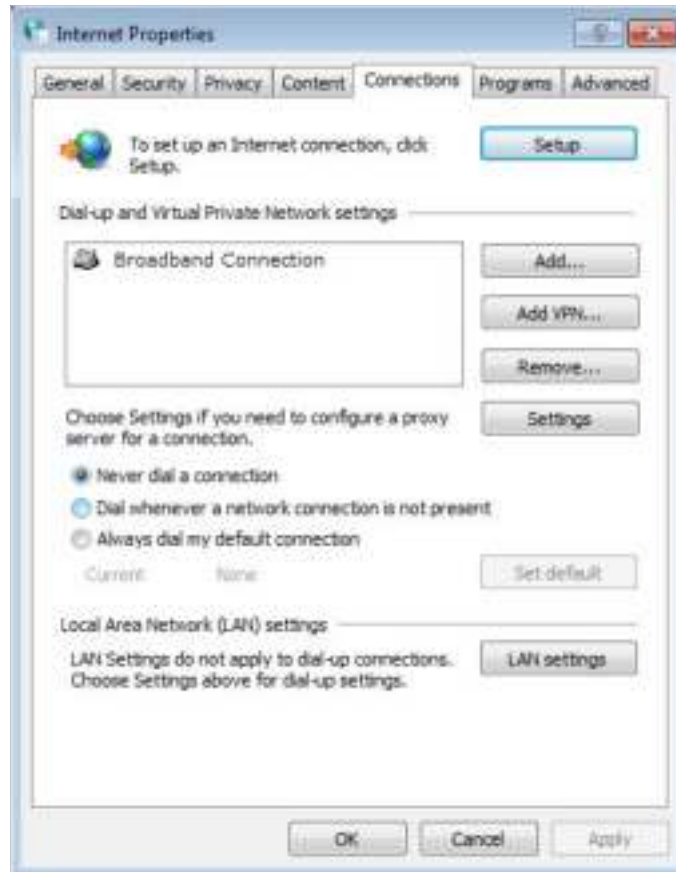 Internet Properties
General Security Privacy Content Connections Programs Advanced
To set up an Internet connection, click
Setup.
Setup
Dial-up and Virtual Private Network settings
Broadband Connection
Add...
Add VPN...
Remove...
Choose Settings if you need to configure a proxy
server for a connection.
Settings
Never dial a connection
Dial whenever a network connection is not present
Always dial my default connection
Current None
Set default
Local Area Network (LAN) settings
LAN Settings do not apply to dial-up connections.
Choose Settings above for dial-up settings.
LAN settings
OK Cancel Apply